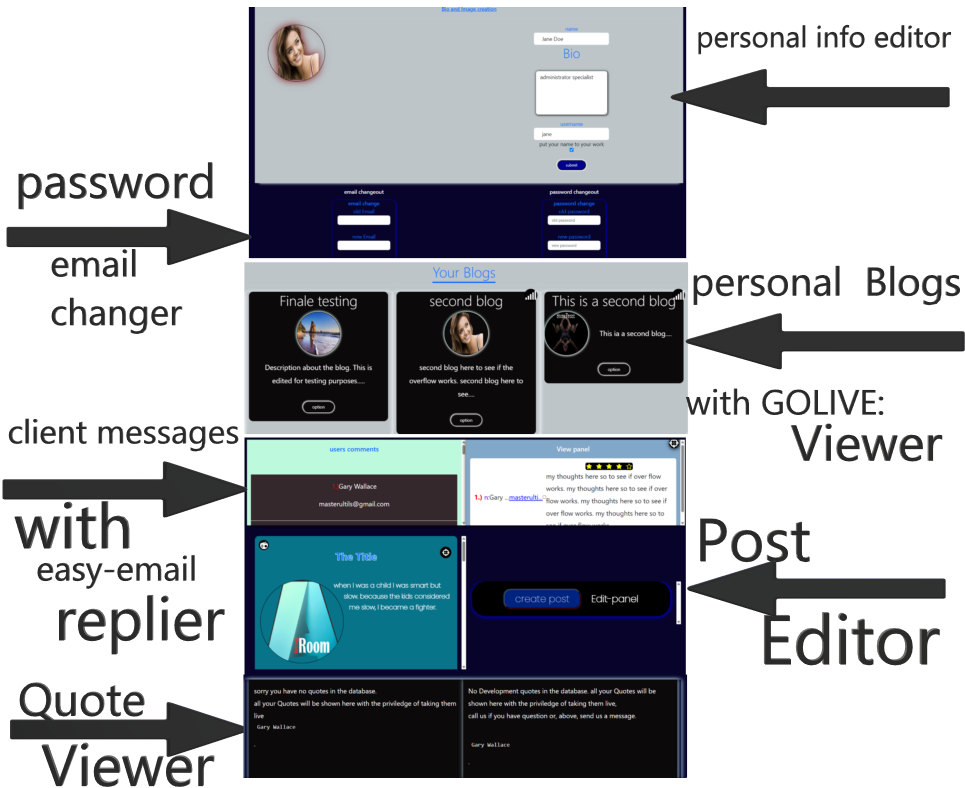 Bio and Image creation
personal info editor
name
Jane Doe
Bio
administrator specialist
username
jane
put your name to your work
submit
password
email
changer
email changeout
email change
old Email
new Email
password changeout
password change
old password
old password
new password
new password
Your Blogs
personal Blogs
Finale testing
Description about the blog. This is
edited for testing purposes.....
option
second blog
second blog here to see if the
overflow works. second blog here to
see....
option
This is a second blog
This ia a second blog....
option
with GOLIVE:
Viewer
client messages
with
easy-email
replier
users comments
1.)Gary Wallace
masterultils@gmail.com
View panel
1.) n:Gary ...masterulti...
my thoughts here so to see if over flow
works. my thoughts here so to see if over
flow works. my thoughts here so to see if
over flow works. my thoughts here so to
see if over flow works
Post
Editor
The Title
when I was a child I was smart but
slow. because the kids considered
me slow, I became a fighter.
Room
create post
Edit-panel
Quote
Viewer
sorry you have no quotes in the database.
all your Quotes will be shown here with the priviledge of taking them
live
Gary Wallace
.
No Development quotes in the database. all your Quotes will be
shown here with the priviledge of taking them live,
call us if you have question or, above, send us a message.
Gary Wallace
.